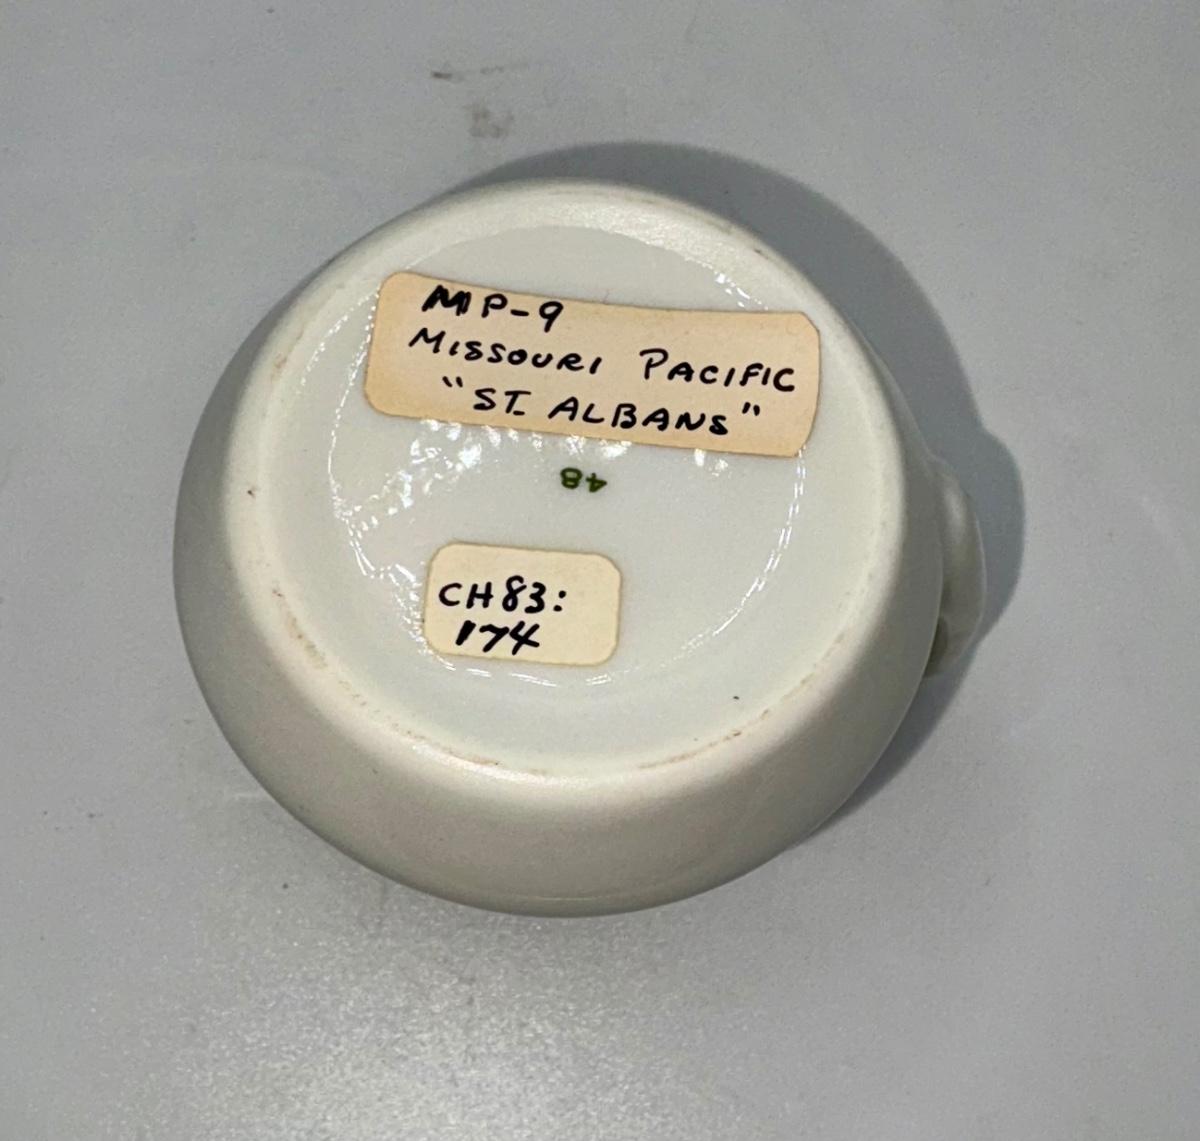 MP-9
MISSOURI PACIFIC
"ST. ALBANS"
48
CH83:
174